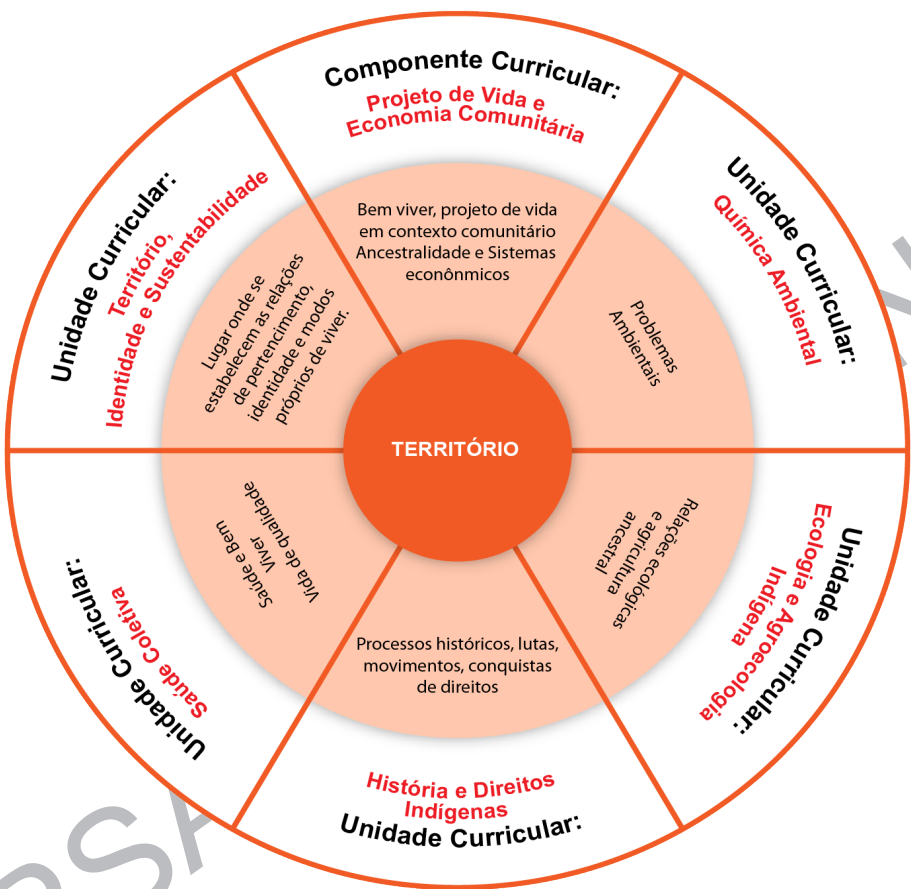 Componente Curricular:
Projeto de Vida e
Economia Comunitária
Bem viver, projeto de vida
em contexto comunitário
Ancestralidade e Sistemas
econônmicos
Unidade Curricular:
Química Ambiental
Problemas
Ambientais
Unidade Curricular:
Ecologia e Agroecologia
Indígena
Relações ecológicas
e agricultura
ancestral
História e Direitos
Indígenas
Unidade Curricular:
Processos históricos, lutas,
movimentos, conquistas
de direitos
Unidade Curricular:
Saúde Coletiva
Saúde e Bem
Viver
Vida de qualidade
Unidade Curricular:
Território,
Identidade e Sustentabilidade
Lugar onde se
estabelecem as relações
de pertencimento,
identidade e modos
próprios de viver.
TERRITÓRIO